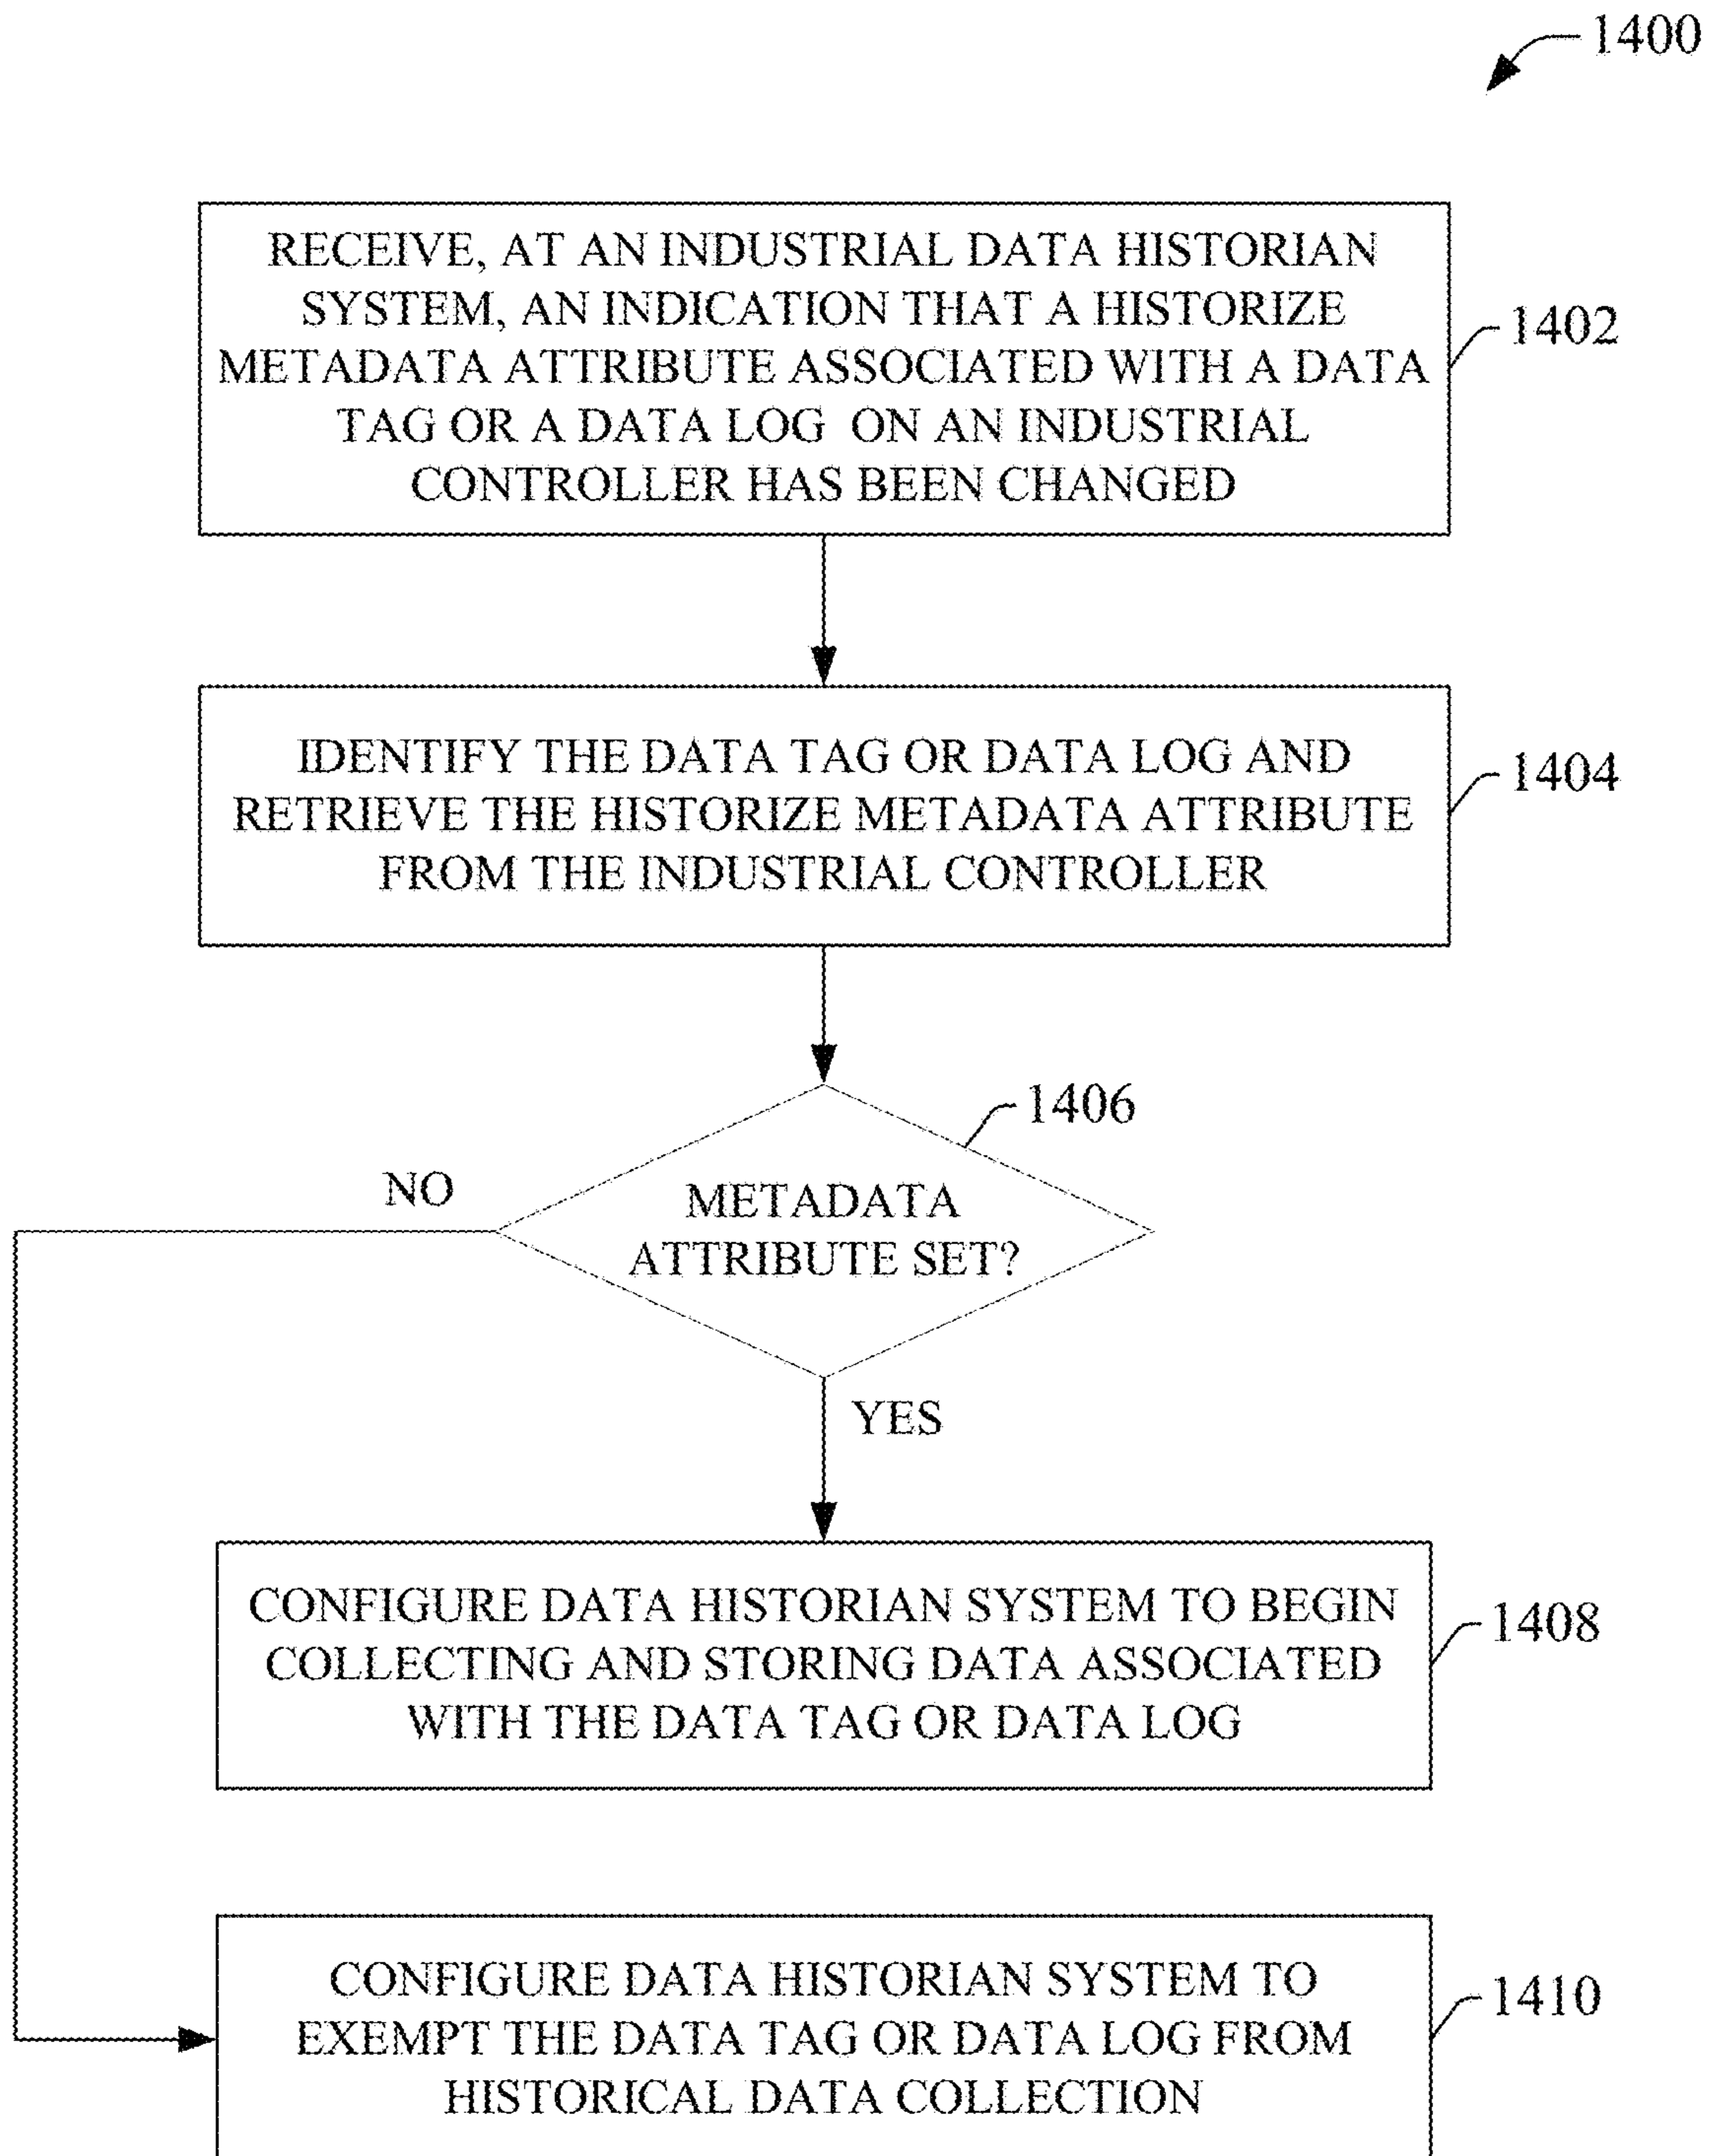 1400
RECEIVE, AT AN INDUSTRIAL DATA HISTORIAN
SYSTEM, AN INDICATION THAT A HISTORIZE
METADATA ATTRIBUTE ASSOCIATED WITH A DATA
TAG OR A DATA LOG ON AN INDUSTRIAL
CONTROLLER HAS BEEN CHANGED
1402
IDENTIFY THE DATA TAG OR DATA LOG AND
RETRIEVE THE HISTORIZE METADATA ATTRIBUTE
FROM THE INDUSTRIAL CONTROLLER
1404
1406
NO
METADATA
ATTRIBUTE SET?
YES
CONFIGURE DATA HISTORIAN SYSTEM TO BEGIN
COLLECTING AND STORING DATA ASSOCIATED
WITH THE DATA TAG OR DATA LOG
1408
CONFIGURE DATA HISTORIAN SYSTEM TO
EXEMPT THE DATA TAG OR DATA LOG FROM
HISTORICAL DATA COLLECTION
1410